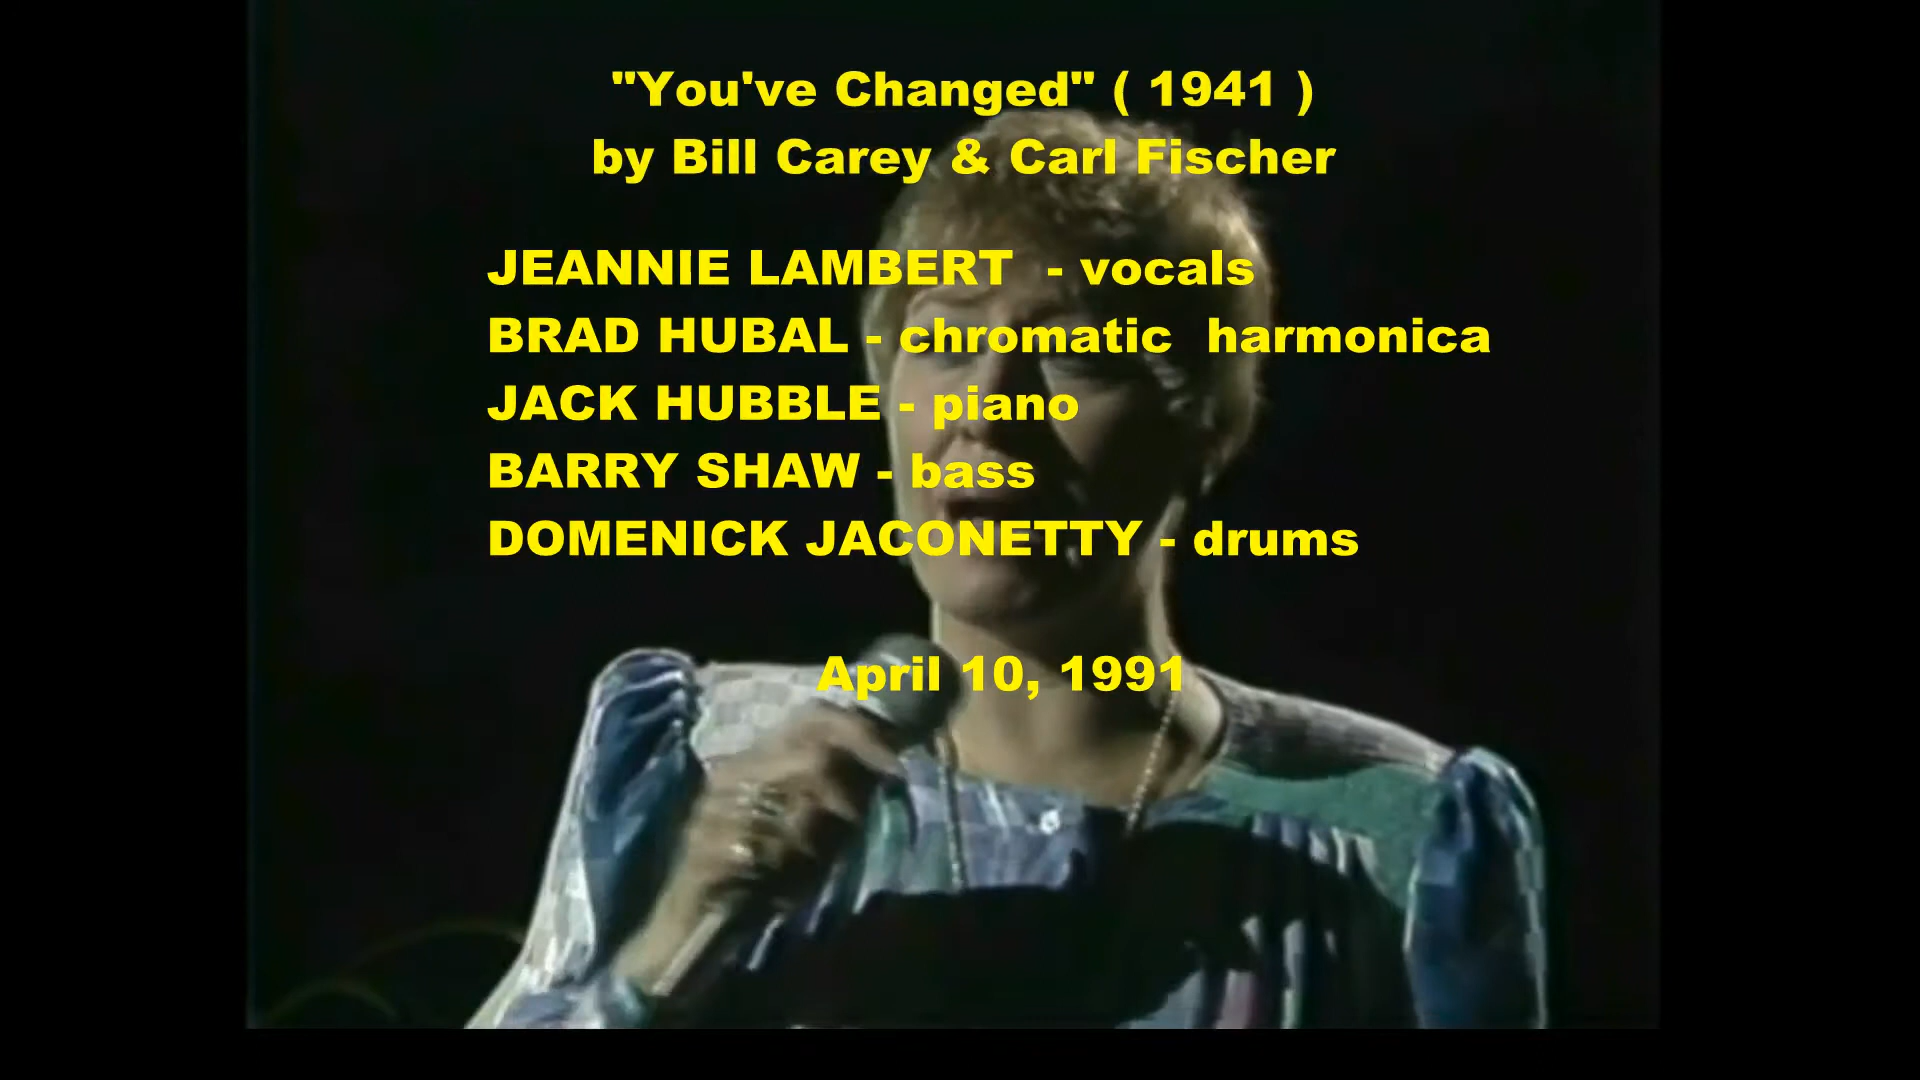 "You've Changed" ( 1941 )
by Bill Carey & Carl Fischer
JEANNIE LAMBERT - vocals
BRAD HUBAL - chromatic harmonica
JACK HUBBLE - piano
BARRY SHAW - bass
DOMENICK JACONETTY - drums
April 10, 1991